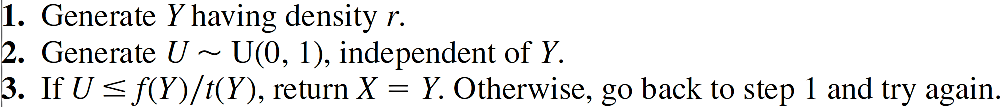 1. Generate Y having density r.
2. Generate U ~ U(0, 1), independent of Y.
3. If U ≤ f(Y)/t(Y), return X = Y. Otherwise, go back to step 1 and try again.